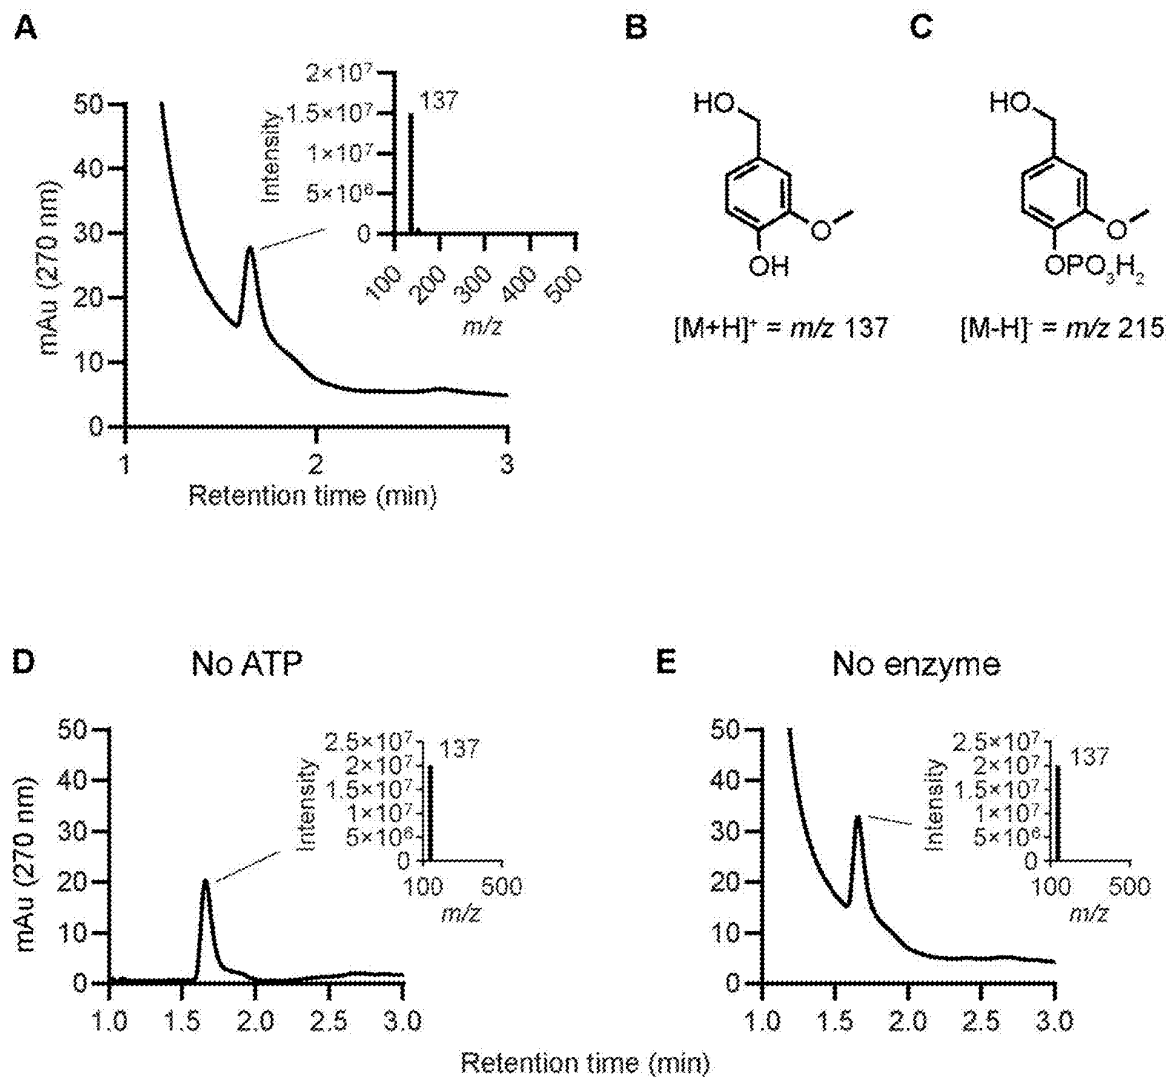 A
B
C
2×10⁷
1.5×10⁷
1×10⁷
5×10⁶
0
Intensity
137
100
200
300
400
500
m/z
50
40
30
20
10
0
mAu (270 nm)
1
2
3
Retention time (min)
HO
O
OH
[M+H]⁺ = m/z 137
HO
O
OPO₃H₂
[M-H]⁻ = m/z 215
D
No ATP
50
40
30
20
10
0
mAu (270 nm)
2.5×10⁷
2×10⁷
1.5×10⁷
1×10⁷
5×10⁶
0
Intensity
137
100 500
m/z
1.0 1.5 2.0 2.5 3.0
E
No enzyme
50
40
30
20
10
0
2.5×10⁷
2×10⁷
1.5×10⁷
1×10⁷
5×10⁶
0
Intensity
137
100 500
m/z
1.0 1.5 2.0 2.5 3.0
Retention time (min)